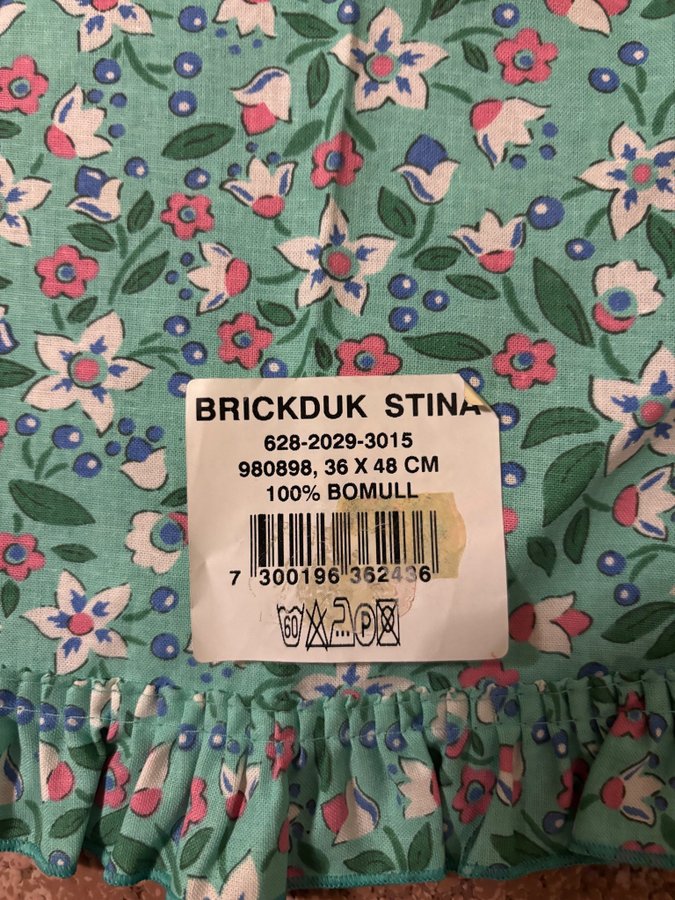 BRICKDUK STINA
628-2029-3015
980898, 36 X 48 CM
100% BOMULL
7 300196 362436
60 P